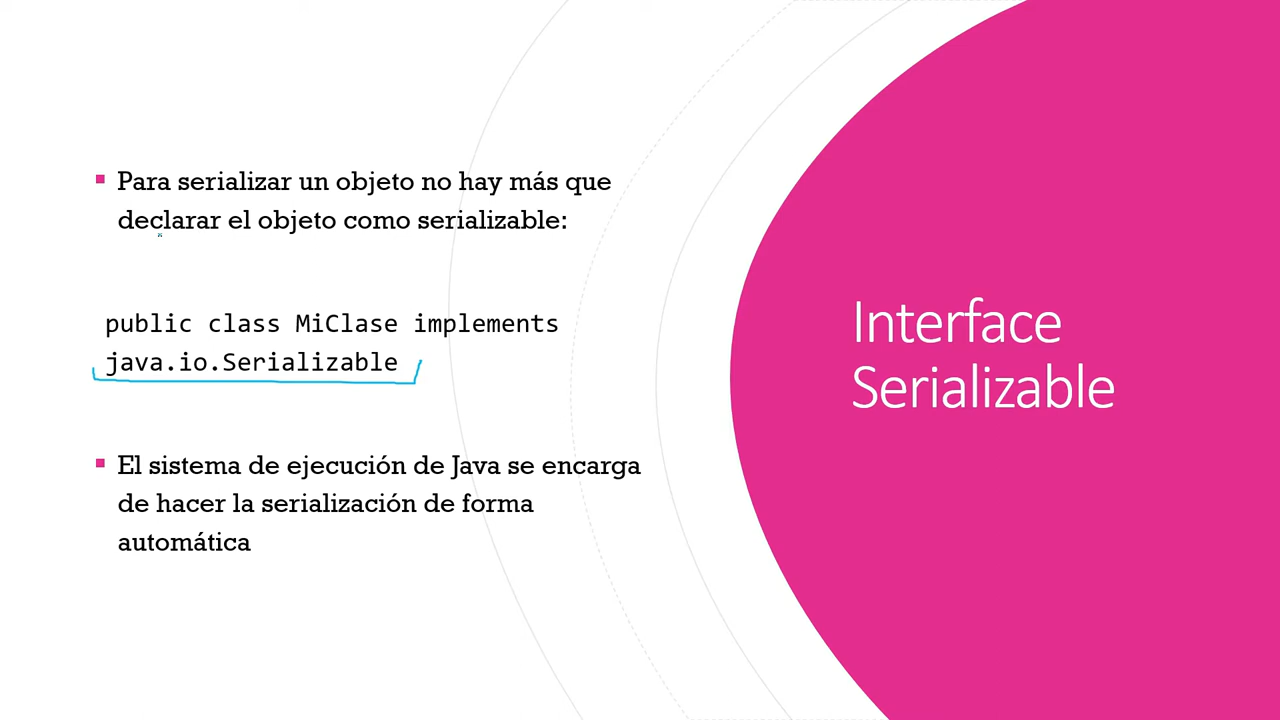 Para serializar un objeto no hay más que
declarar el objeto como serializable:
public class MiClase implements
java.io.Serializable
El sistema de ejecución de Java se encarga
de hacer la serialización de forma
automática
Interface
Serializable